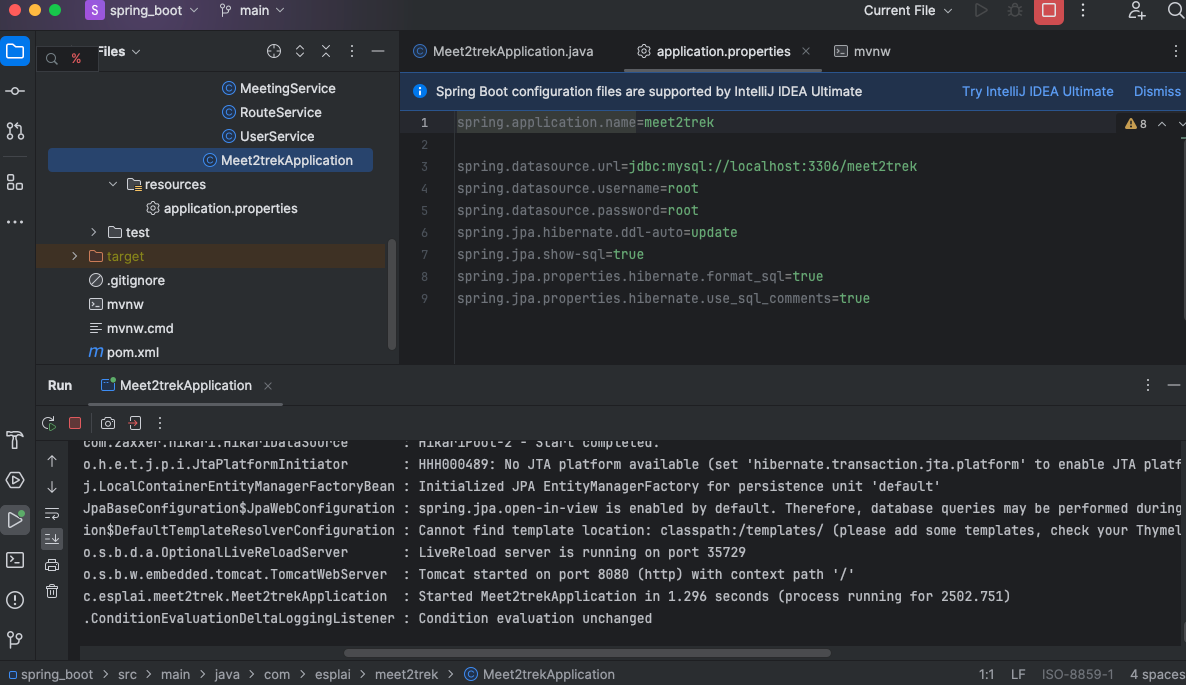 S spring_boot main Current File
Files
%
MeetingService
RouteService
UserService
Meet2trekApplication
resources
application.properties
test
target
.gitignore
mvnw
mvnw.cmd
pom.xml
Meet2trekApplication.java application.properties mvnw
Spring Boot configuration files are supported by IntelliJ IDEA Ultimate Try IntelliJ IDEA Ultimate Dismiss
1 spring.application.name=meet2trek 8
2
3 spring.datasource.url=jdbc:mysql://localhost:3306/meet2trek
4 spring.datasource.username=root
5 spring.datasource.password=root
6 spring.jpa.hibernate.ddl-auto=update
7 spring.jpa.show-sql=true
8 spring.jpa.properties.hibernate.format_sql=true
9 spring.jpa.properties.hibernate.use_sql_comments=true
Run Meet2trekApplication
com.zaxxer.hikari.HikariDataSource : HikariPool-2 - Start completed.
o.h.e.t.j.p.i.JtaPlatformInitiator : HHH000489: No JTA platform available (set 'hibernate.transaction.jta.platform' to enable JTA platf
j.LocalContainerEntityManagerFactoryBean : Initialized JPA EntityManagerFactory for persistence unit 'default'
JpaBaseConfiguration$JpaWebConfiguration : spring.jpa.open-in-view is enabled by default. Therefore, database queries may be performed during
ion$DefaultTemplateResolverConfiguration : Cannot find template location: classpath:/templates/ (please add some templates, check your Thymel
o.s.b.d.a.OptionalLiveReloadServer : LiveReload server is running on port 35729
o.s.b.w.embedded.tomcat.TomcatWebServer : Tomcat started on port 8080 (http) with context path '/'
c.esplai.meet2trek.Meet2trekApplication : Started Meet2trekApplication in 1.296 seconds (process running for 2502.751)
.ConditionEvaluationDeltaLoggingListener : Condition evaluation unchanged
spring_boot > src > main > java > com > esplai > meet2trek > Meet2trekApplication 1:1 LF ISO-8859-1 4 spaces